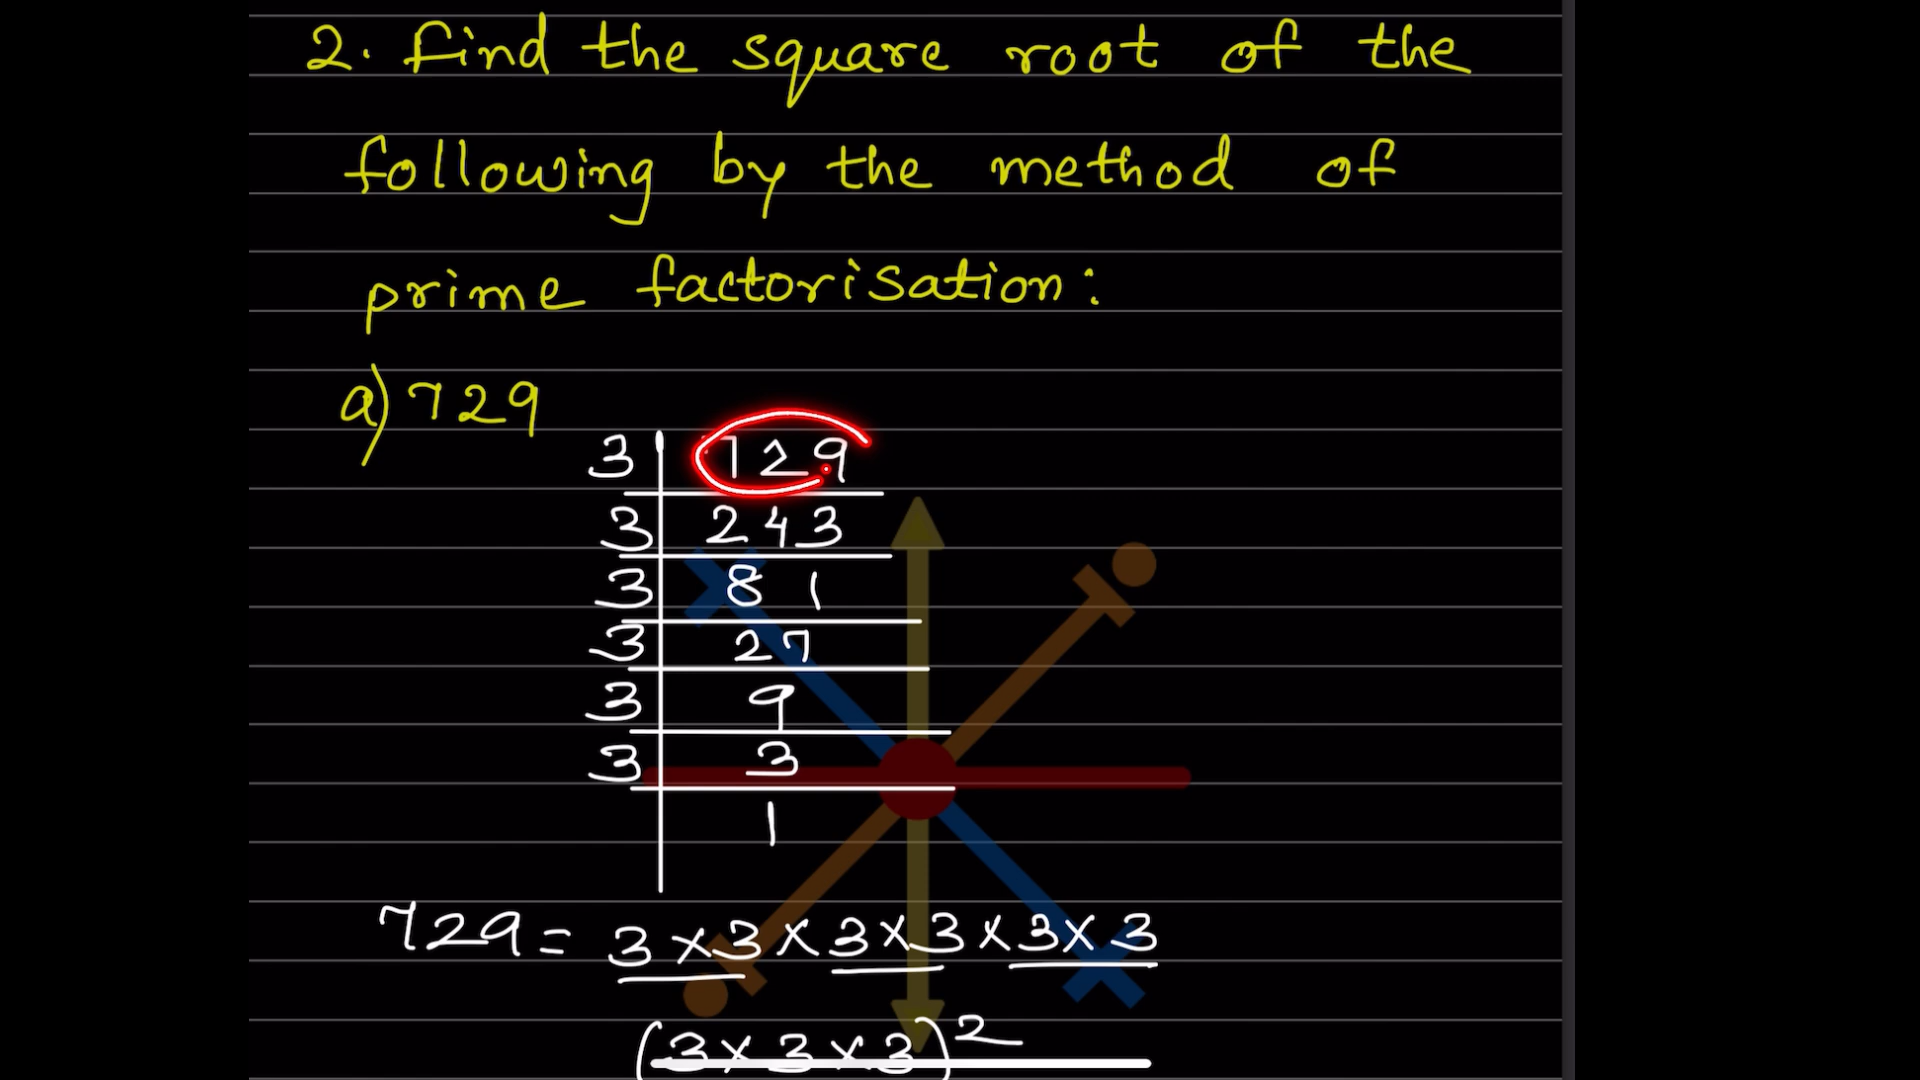 2. find the square root of the
following by the method of
prime factorisation:
a) 729
3 729
3 243
3 81
3 27
3 9
3 3
1
729 = 3 × 3 × 3 × 3 × 3 × 3
(3 × 3 × 3)²